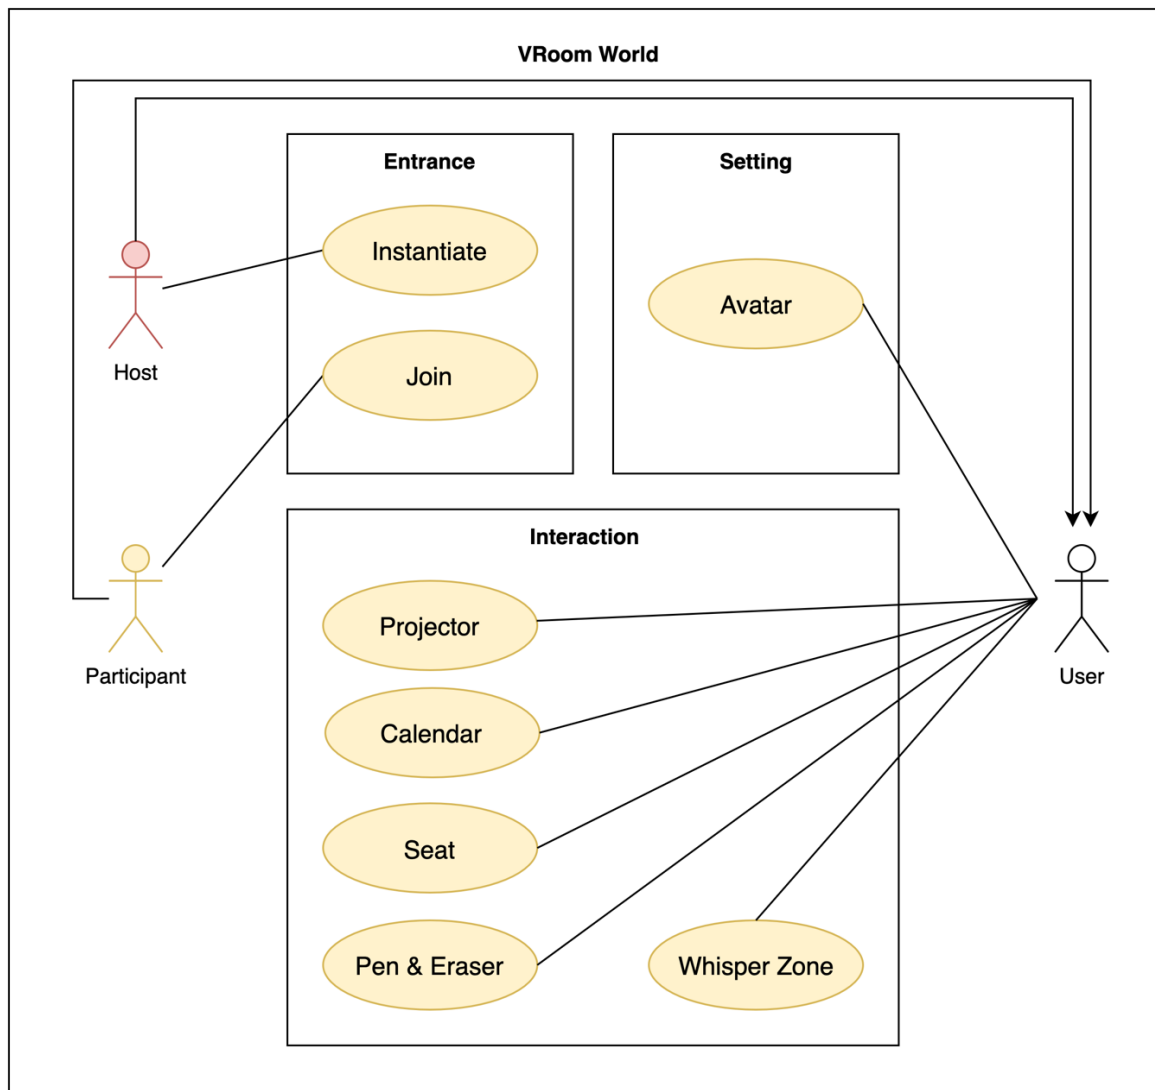 VRoom World
Entrance
Setting
Instantiate
Avatar
Host
Join
Interaction
Participant
Projector
User
Calendar
Seat
Pen & Eraser
Whisper Zone